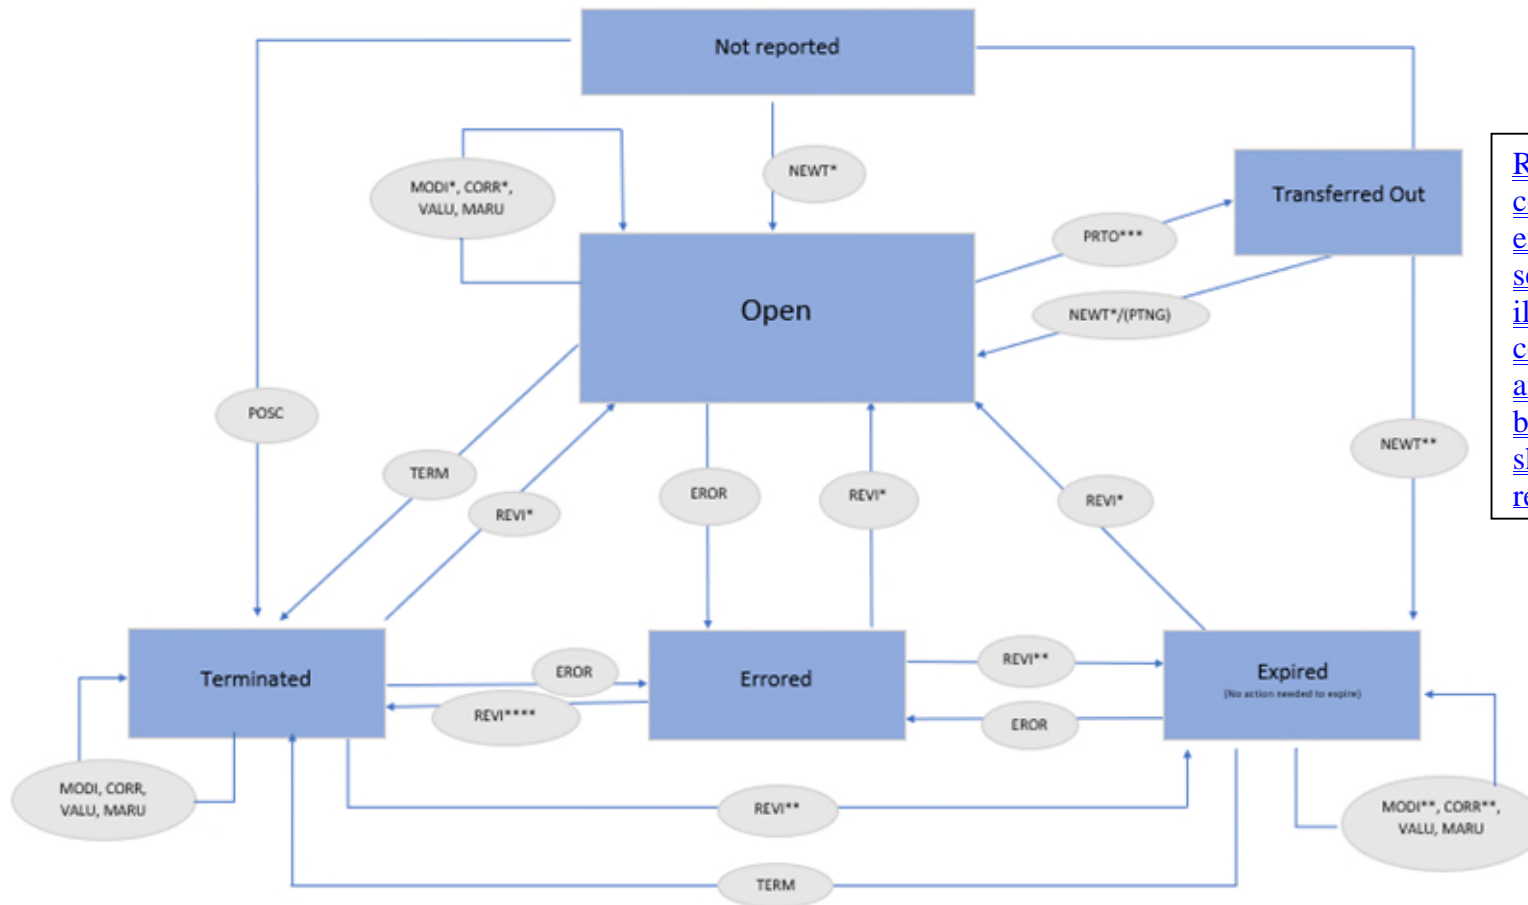 Not reported
NEWT*
MODI*, CORR*,
VALU, MARU
Transferred Out
PRTO***
Open
NEWT*/(PTNG)
POSC
NEWT**
TERM
REVI*
EROR
REVI*
REVI*
Terminated
EROR
REVI****
Errored
REVI**
EROR
Expired
(No action needed to expire)
MODI, CORR,
VALU, MARU
REVI**
MODI**, CORR**,
VALU, MARU
TERM